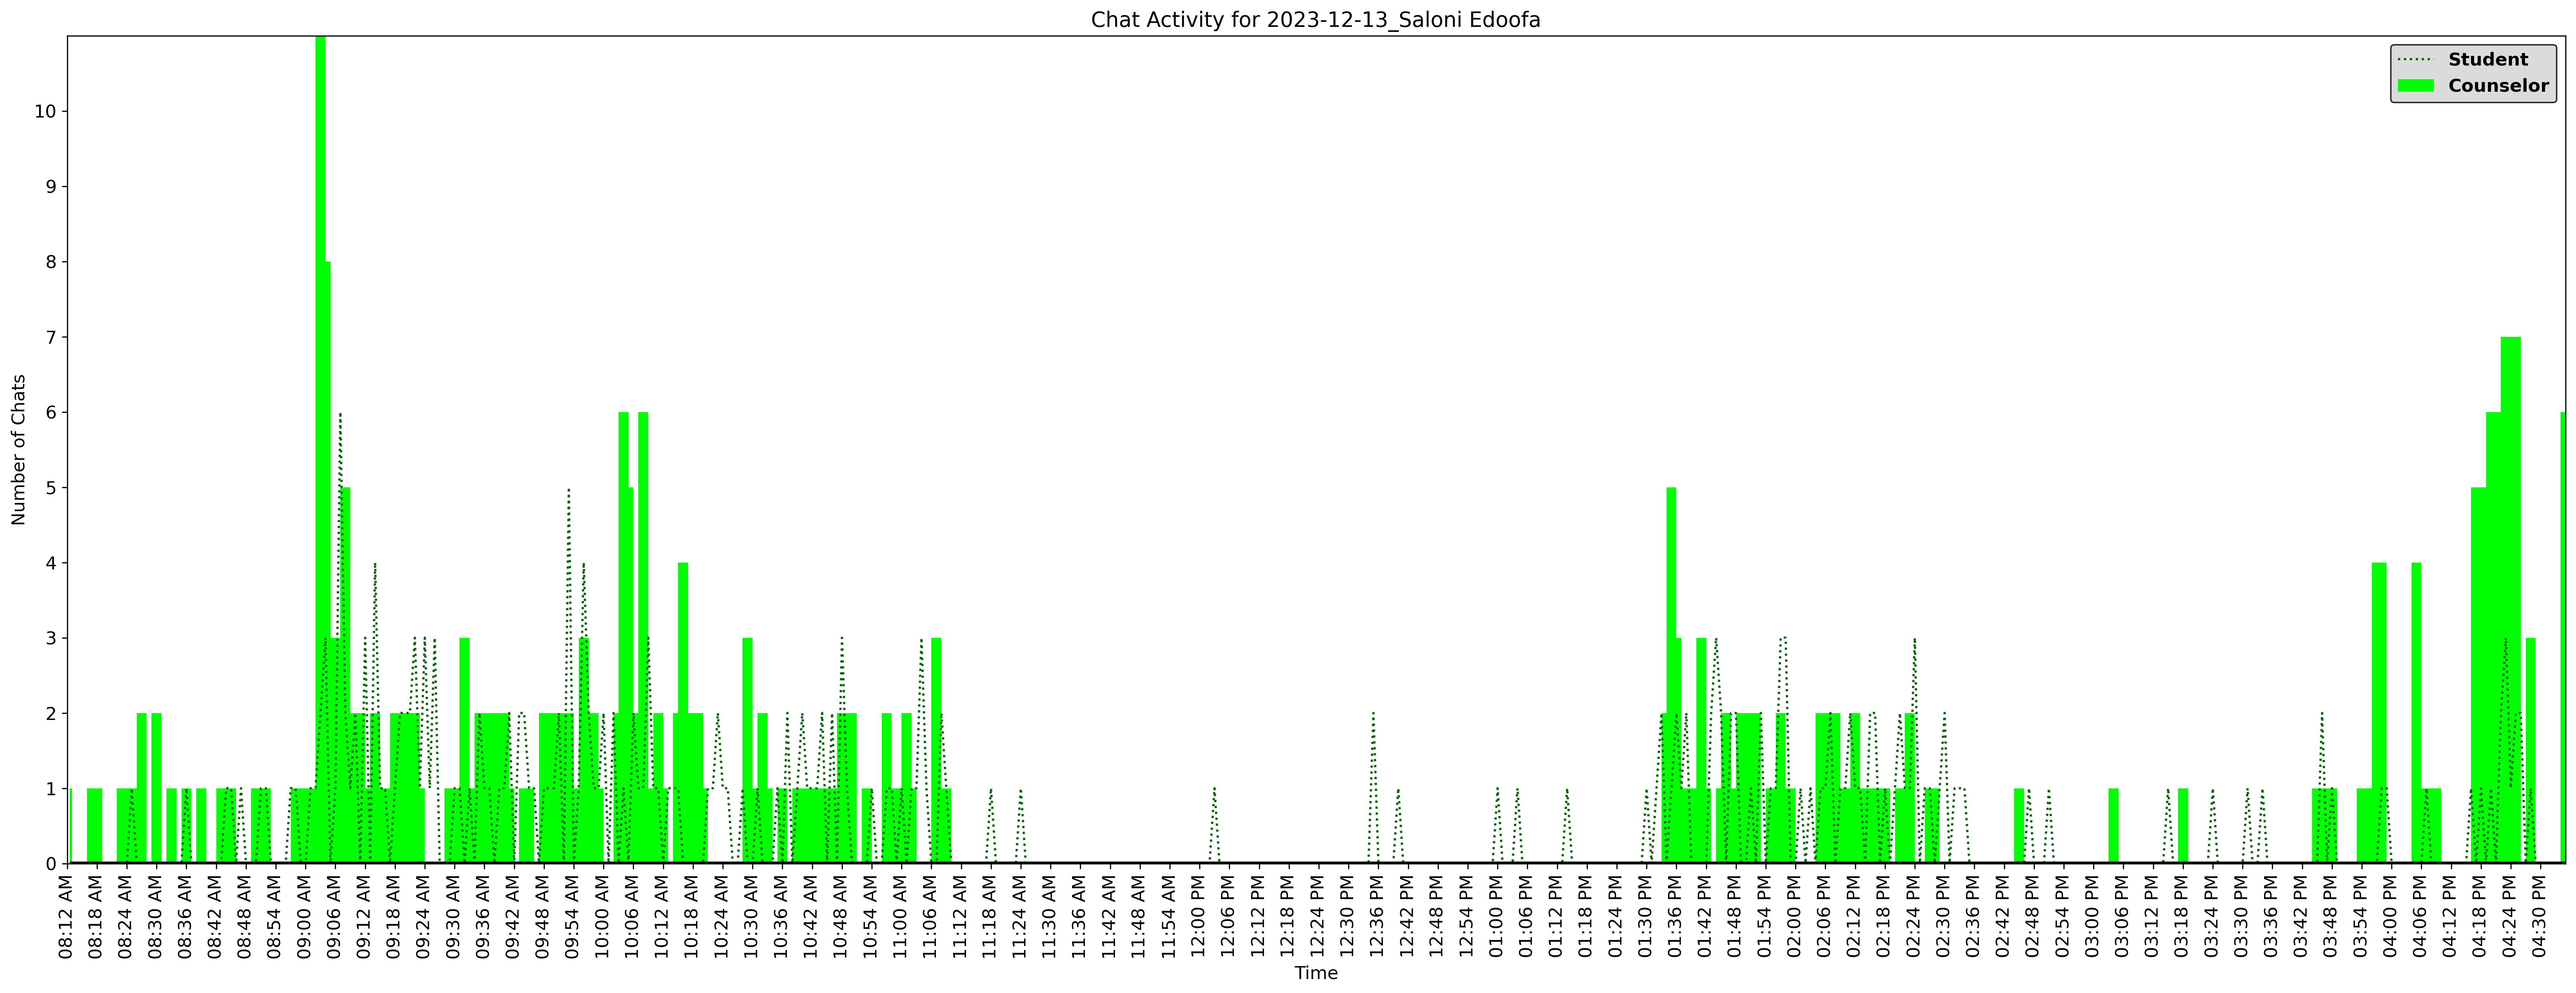 Chat Activity for 2023-12-13_Saloni Edoofa
Student
Counselor
Number of Chats
10
9
8
7
6
5
4
3
2
1
0
08:12 AM
08:18 AM
08:24 AM
08:30 AM
08:36 AM
08:42 AM
08:48 AM
08:54 AM
09:00 AM
09:06 AM
09:12 AM
09:18 AM
09:24 AM
09:30 AM
09:36 AM
09:42 AM
09:48 AM
09:54 AM
10:00 AM
10:06 AM
10:12 AM
10:18 AM
10:24 AM
10:30 AM
10:36 AM
10:42 AM
10:48 AM
10:54 AM
11:00 AM
11:06 AM
11:12 AM
11:18 AM
11:24 AM
11:30 AM
11:36 AM
11:42 AM
11:48 AM
11:54 AM
12:00 PM
12:06 PM
12:12 PM
12:18 PM
12:24 PM
12:30 PM
12:36 PM
12:42 PM
12:48 PM
12:54 PM
01:00 PM
01:06 PM
01:12 PM
01:18 PM
01:24 PM
01:30 PM
01:36 PM
01:42 PM
01:48 PM
01:54 PM
02:00 PM
02:06 PM
02:12 PM
02:18 PM
02:24 PM
02:30 PM
02:36 PM
02:42 PM
02:48 PM
02:54 PM
03:00 PM
03:06 PM
03:12 PM
03:18 PM
03:24 PM
03:30 PM
03:36 PM
03:42 PM
03:48 PM
03:54 PM
04:00 PM
04:06 PM
04:12 PM
04:18 PM
04:24 PM
04:30 PM
Time